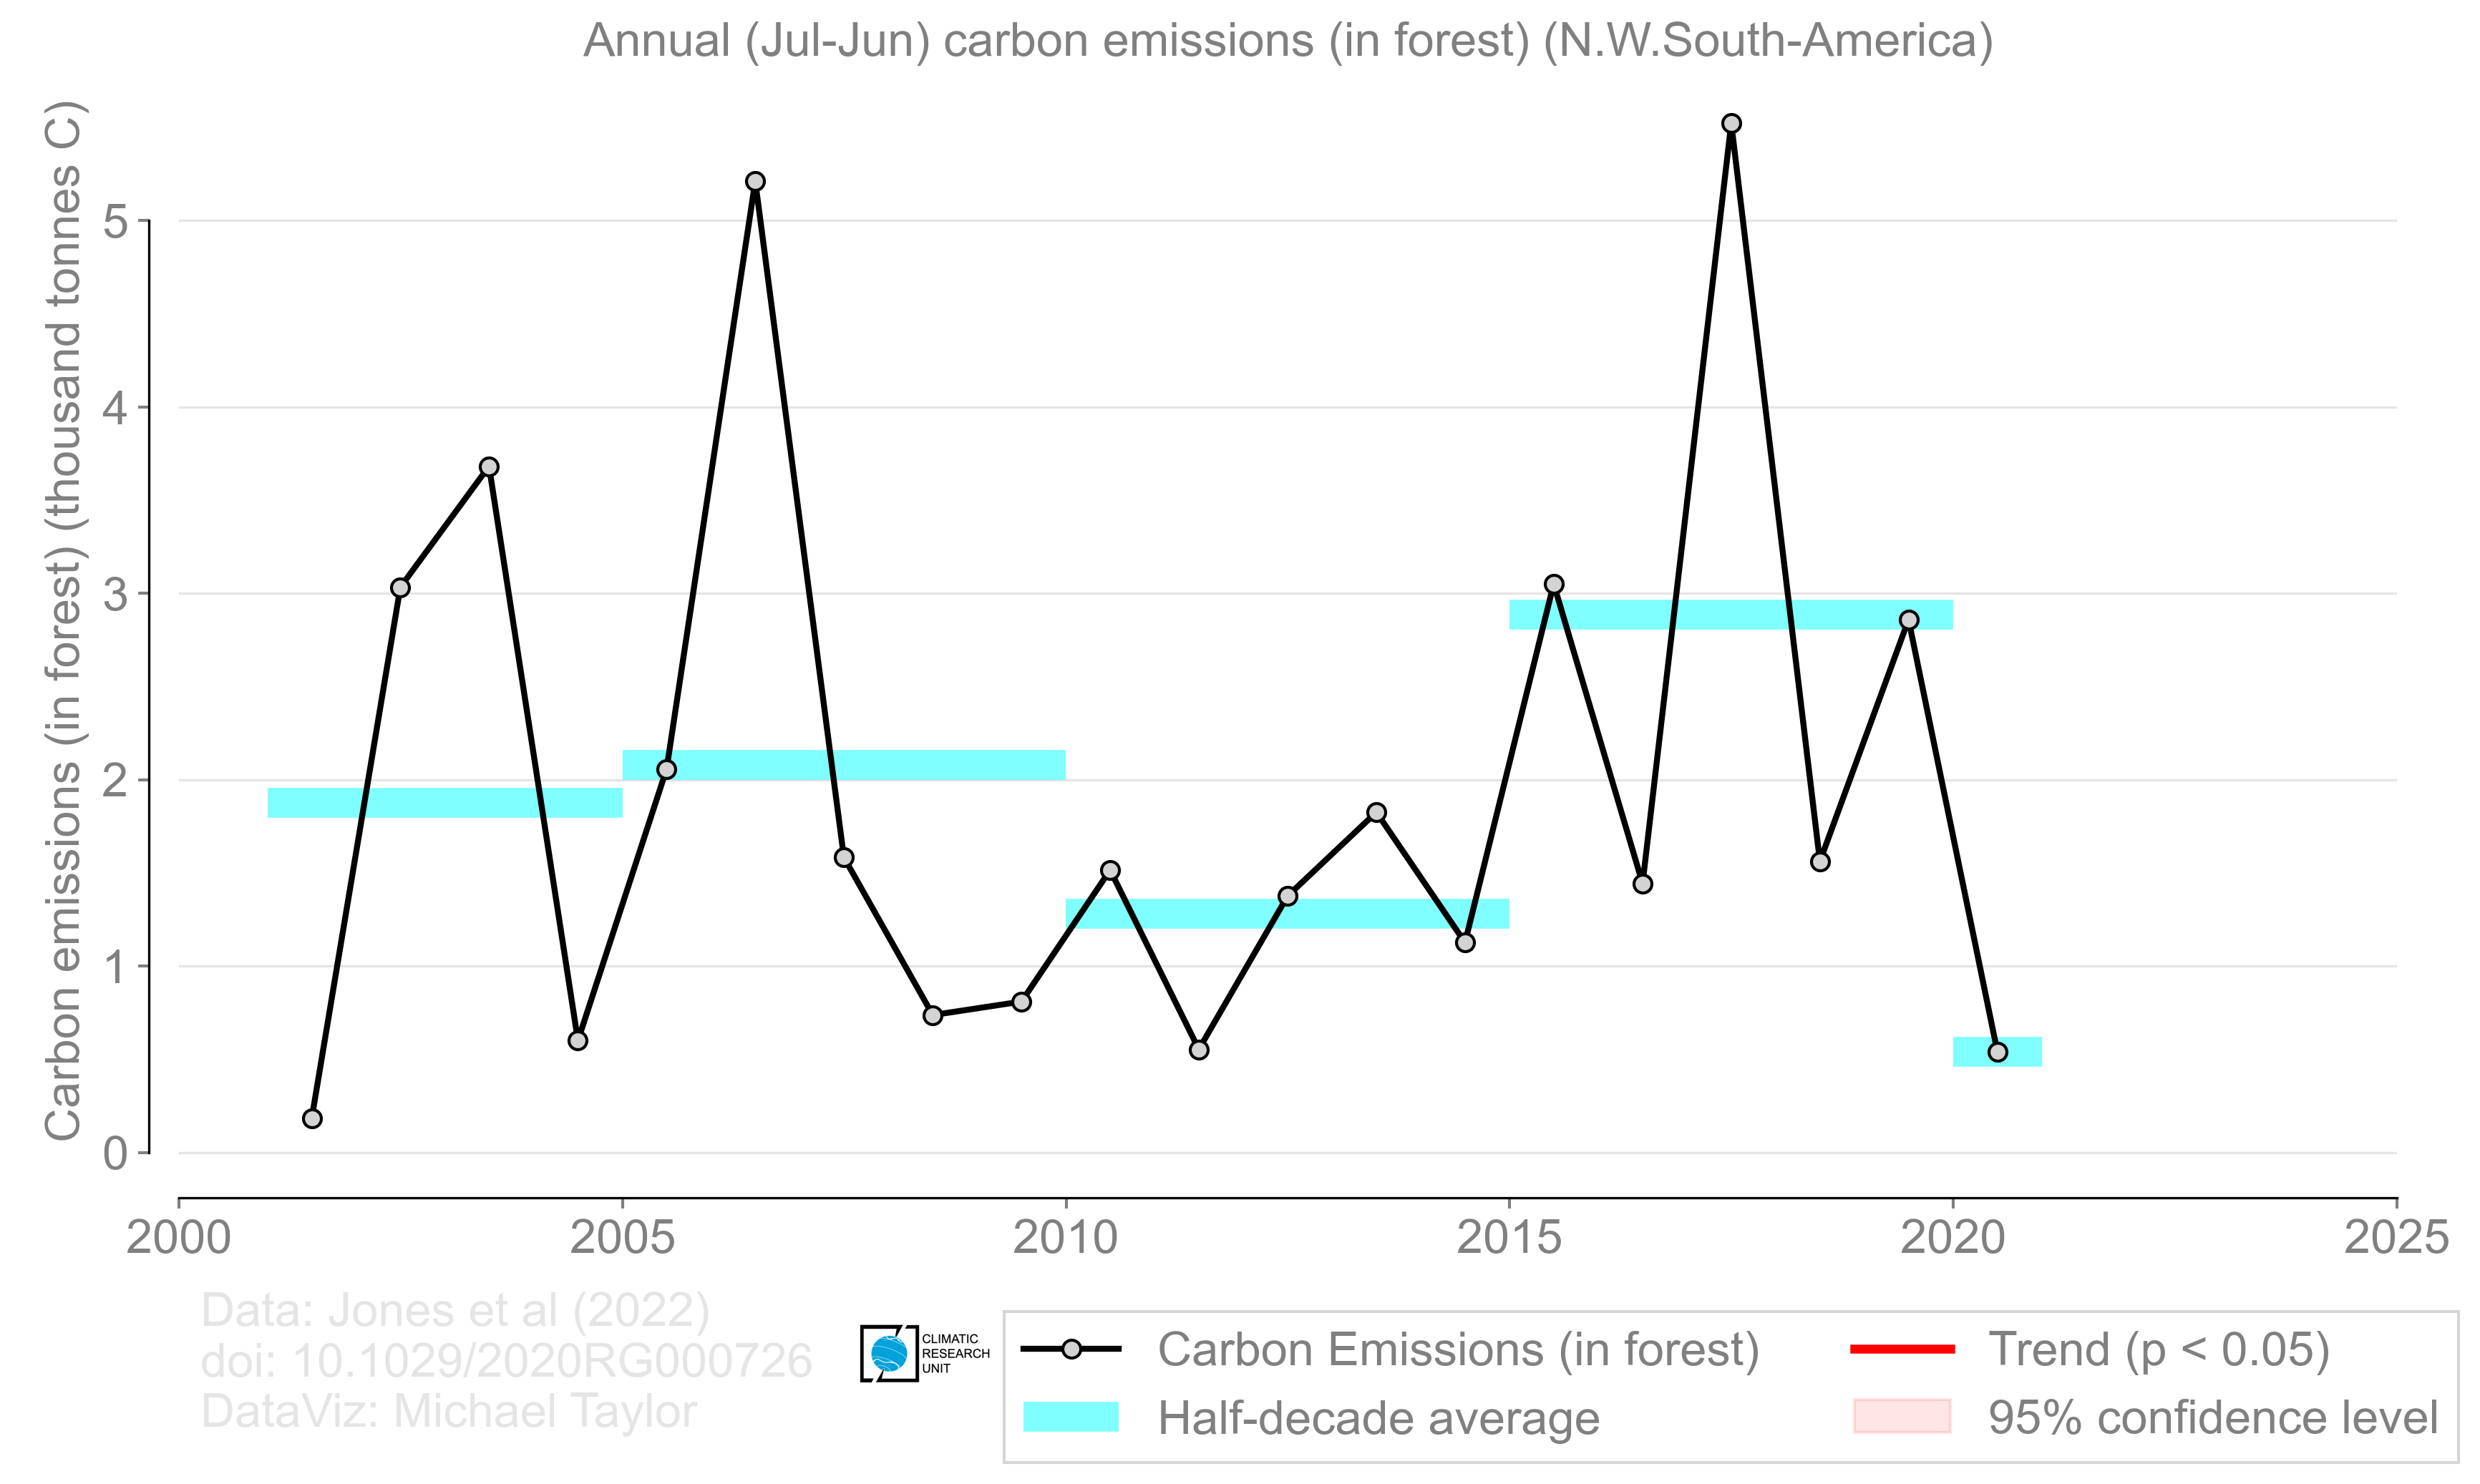 Annual (Jul-Jun) carbon emissions (in forest) (N.W.South-America)
Carbon emissions (in forest) (thousand tonnes C)
5
4
3
2
1
0
2000 2005 2010 2015 2020 2025
Data: Jones et al (2022)
doi: 10.1029/2020RG000726
DataViz: Michael Taylor
CLIMATIC
RESEARCH
UNIT
Carbon Emissions (in forest)
Half-decade average
Trend (p < 0.05)
95% confidence level